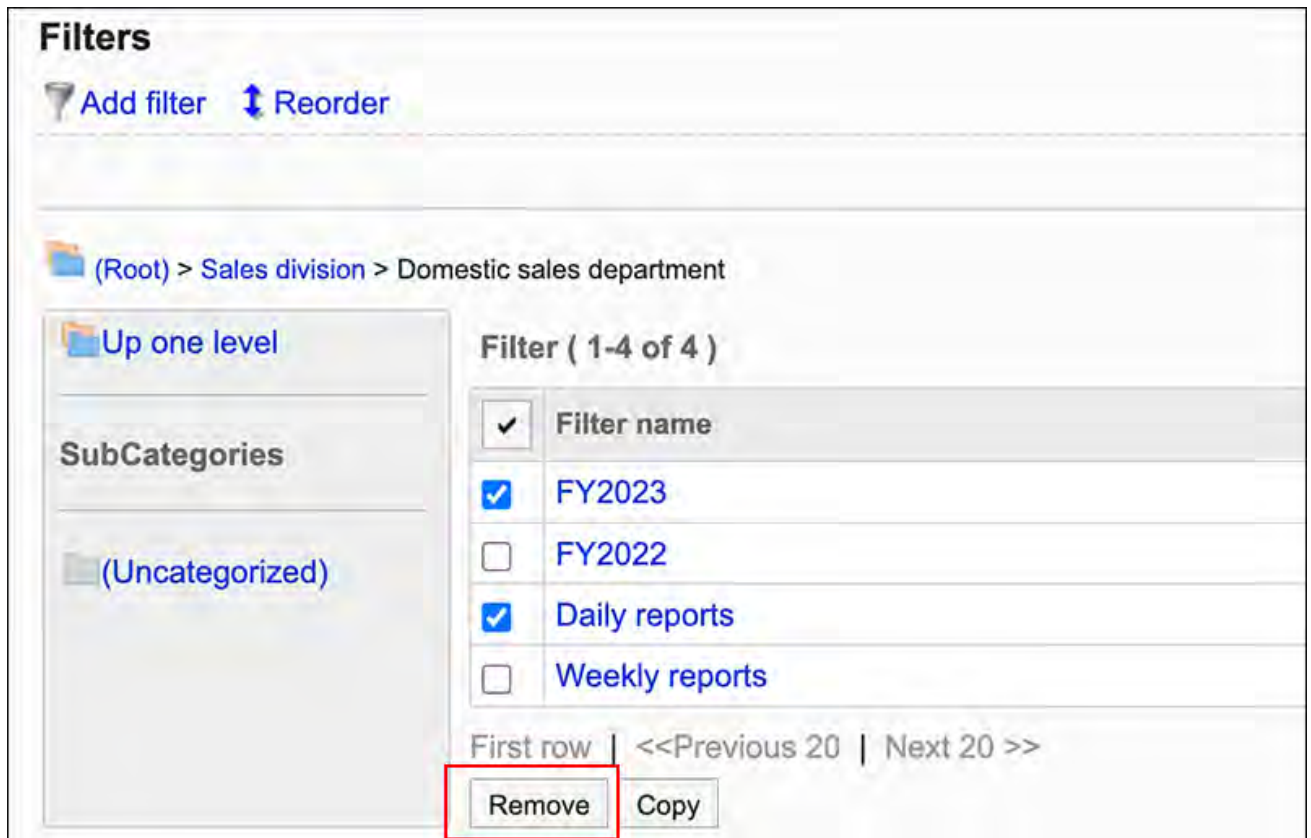 Filters
Add filter Reorder
(Root) > Sales division > Domestic sales department
Up one level
SubCategories
(Uncategorized)
Filter ( 1-4 of 4 )
Filter name
FY2023
FY2022
Daily reports
Weekly reports
First row | <<Previous 20 | Next 20 >>
Remove Copy